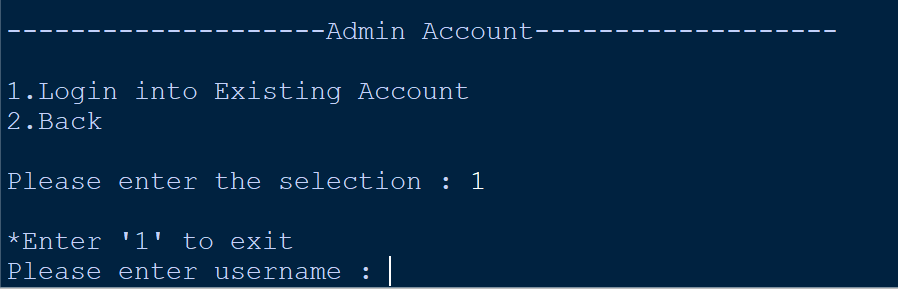 --------------------Admin Account-------------------
1.Login into Existing Account
2.Back
Please enter the selection : 1
*Enter '1' to exit
Please enter username :